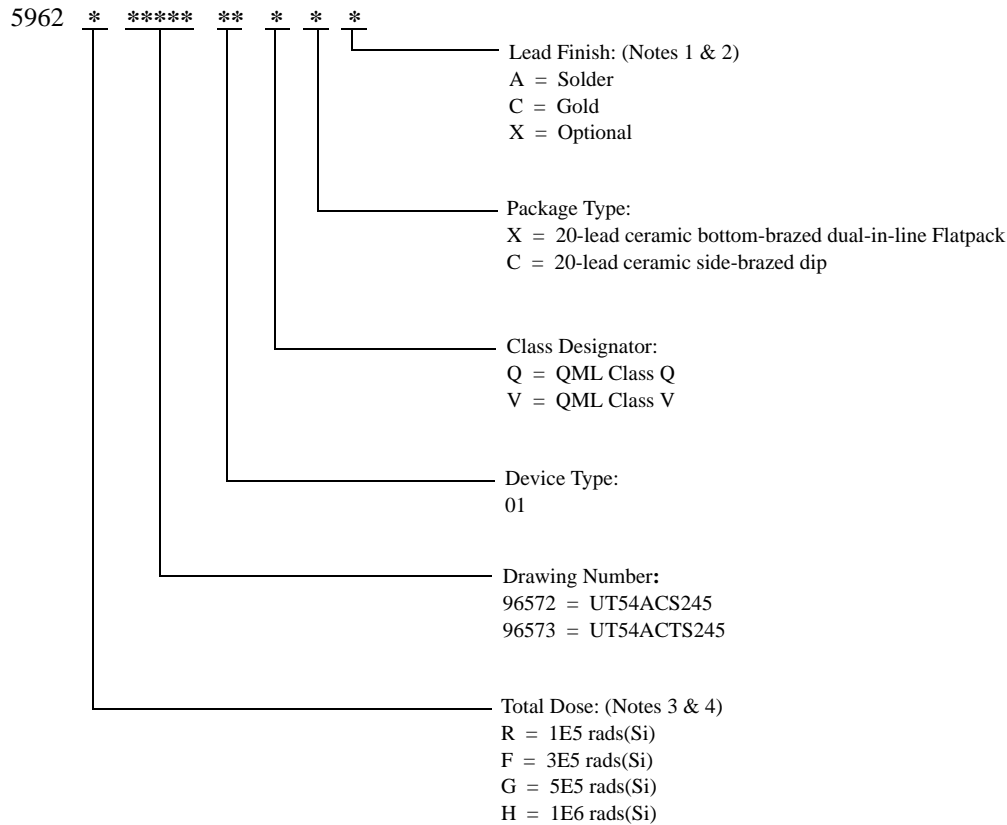 5962 * ***** ** * * *
Lead Finish: (Notes 1 & 2)
A = Solder
C = Gold
X = Optional
Package Type:
X = 20-lead ceramic bottom-brazed dual-in-line Flatpack
C = 20-lead ceramic side-brazed dip
Class Designator:
Q = QML Class Q
V = QML Class V
Device Type:
01
Drawing Number:
96572 = UT54ACS245
96573 = UT54ACTS245
Total Dose: (Notes 3 & 4)
R = 1E5 rads(Si)
F = 3E5 rads(Si)
G = 5E5 rads(Si)
H = 1E6 rads(Si)